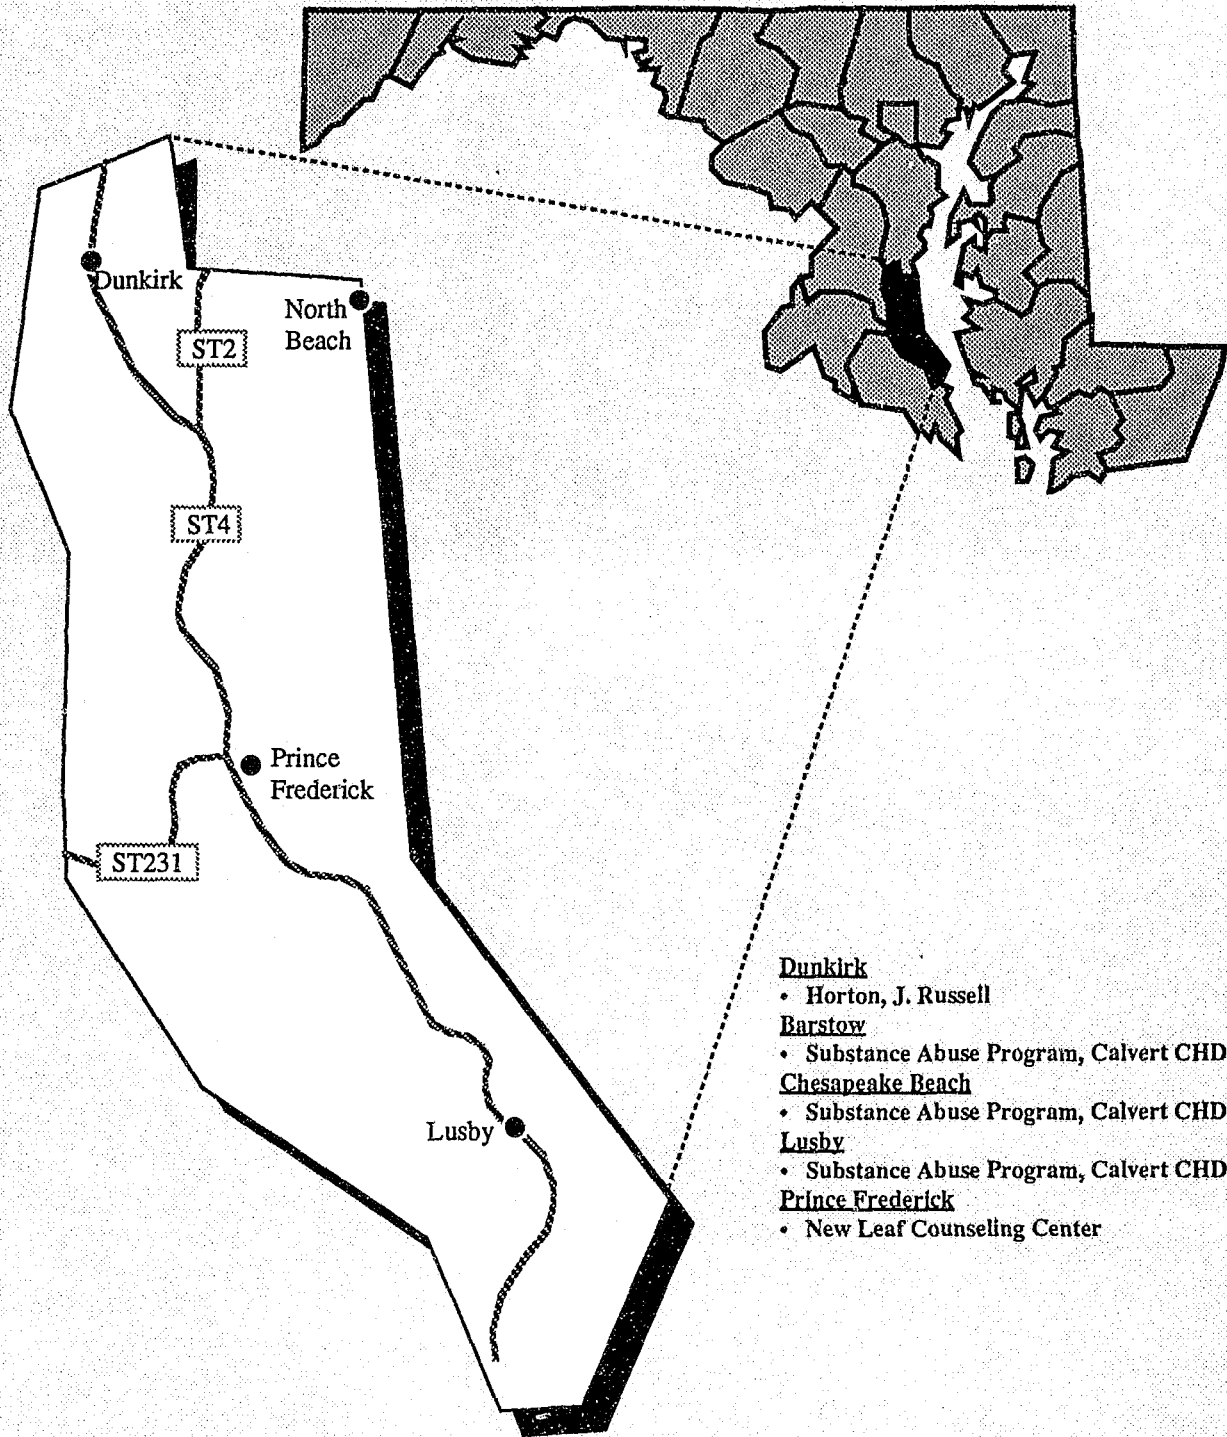 Dunkirk
North
Beach
ST2
ST4
Prince
Frederick
ST231
Lusby
Dunkirk
• Horton, J. Russell
Barstow
• Substance Abuse Program, Calvert CHD
Chesapeake Beach
• Substance Abuse Program, Calvert CHD
Lusby
• Substance Abuse Program, Calvert CHD
Prince Frederick
• New Leaf Counseling Center